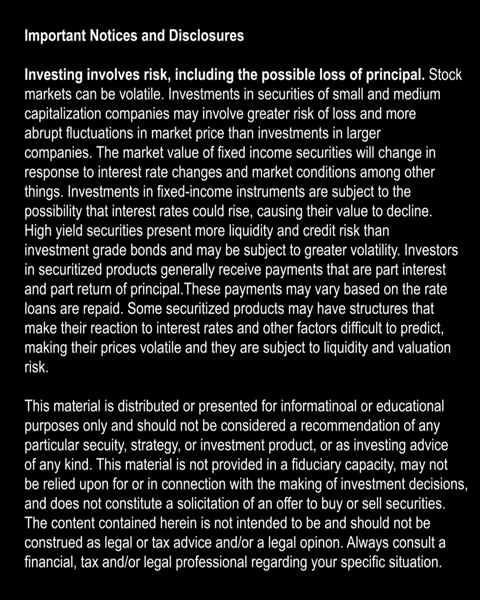 Important Notices and Disclosures
Investing involves risk, including the possible loss of principal. Stock
markets can be volatile. Investments in securities of small and medium
capitalization companies may involve greater risk of loss and more
abrupt fluctuations in market price than investments in larger
companies. The market value of fixed income securities will change in
response to interest rate changes and market conditions among other
things. Investments in fixed-income instruments are subject to the
possibility that interest rates could rise, causing their value to decline.
High yield securities present more liquidity and credit risk than
investment grade bonds and may be subject to greater volatility. Investors
in securitized products generally receive payments that are part interest
and part return of principal.These payments may vary based on the rate
loans are repaid. Some securitized products may have structures that
make their reaction to interest rates and other factors difficult to predict,
making their prices volatile and they are subject to liquidity and valuation
risk.
This material is distributed or presented for informatinoal or educational
purposes only and should not be considered a recommendation of any
particular secuity, strategy, or investment product, or as investing advice
of any kind. This material is not provided in a fiduciary capacity, may not
be relied upon for or in connection with the making of investment decisions,
and does not constitute a solicitation of an offer to buy or sell securities.
The content contained herein is not intended to be and should not be
construed as legal or tax advice and/or a legal opinon. Always consult a
financial, tax and/or legal professional regarding your specific situation.